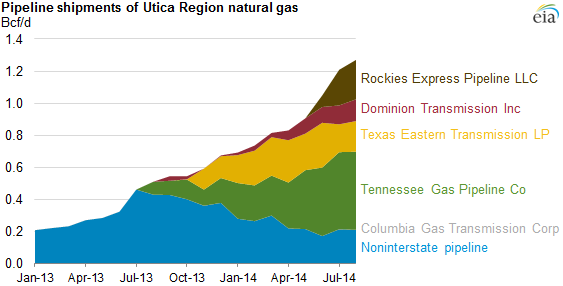 Pipeline shipments of Utica Region natural gas
Bcf/d
eia
1.4
1.2
1.0
0.8
0.6
0.4
0.2
0.0
Jan-13 Apr-13 Jul-13 Oct-13 Jan-14 Apr-14 Jul-14
Rockies Express Pipeline LLC
Dominion Transmission Inc
Texas Eastern Transmission LP
Tennessee Gas Pipeline Co
Columbia Gas Transmission Corp
Noninterstate pipeline